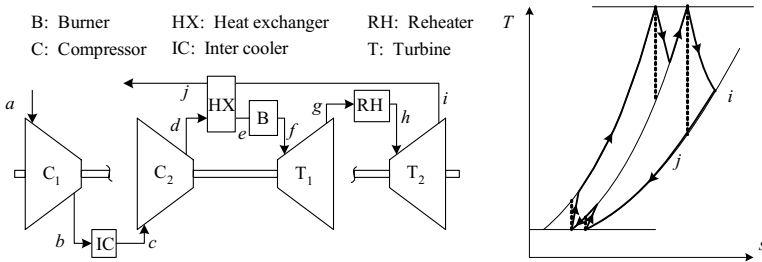 B: Burner HX: Heat exchanger RH: Reheater
C: Compressor IC: Inter cooler T: Turbine
a
C1
b
IC
c
d
C2
j
HX
e
B
f
g
T1
RH
h
i
T2
T
i
j
s